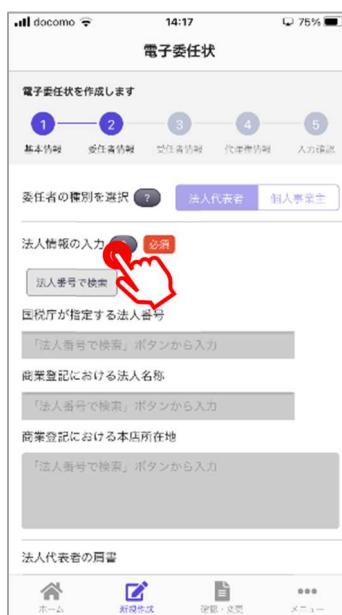 docomo 14:17 75%
電子委任状
電子委任状を作成します
1 2 3 4 5
基本情報 委任者情報 受任者情報 代理権情報 入力確認
委任者の種別を選択 ? 法人代表者 個人事業主
法人情報の入力 必須
法人番号で検索
国税庁が指定する法人番号
「法人番号で検索」ボタンから入力
商業登記における法人名称
「法人番号で検索」ボタンから入力
商業登記における本店所在地
「法人番号で検索」ボタンから入力
法人代表者の肩書
ホーム 新規作成 確認・変更 メニュー